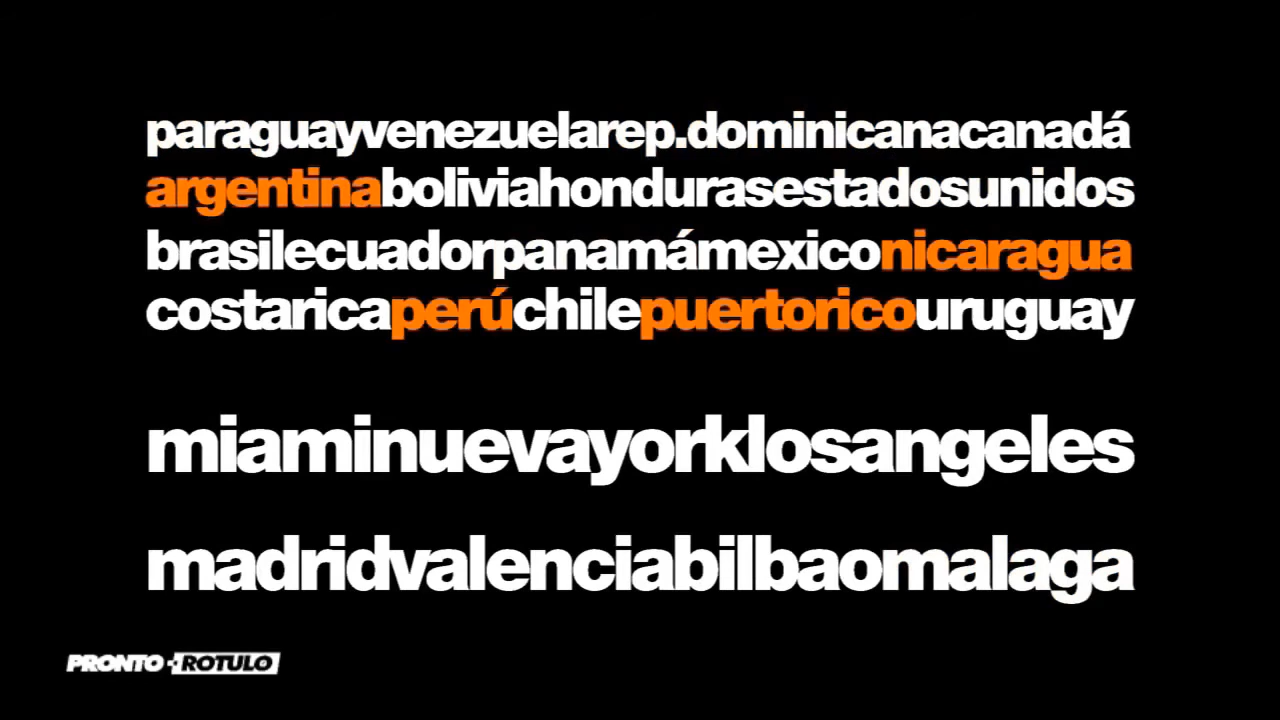 paraguayvenezuelarep.dominicanacanadá
argentinaboliviahondurasestadosunidos
brasilecuadorpanamámexiconicaragua
costaricaperúchilepuertoricouruguay
miaminuevayorklosangeles
madridvalenciabilbaomalaga
PRONTO+ROTULO